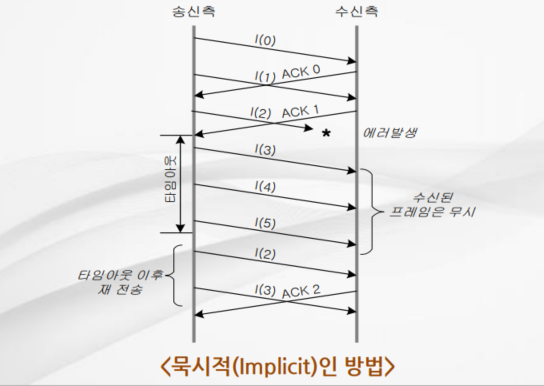 송신측
수신측
I(0)
I(1) ACK 0
I(2) ACK 1
* 에러발생
타임아웃
I(3)
I(4)
수신된
프레임은 무시
I(5)
I(2)
타임아웃 이후
재 전송
I(3) ACK 2
<묵시적(Implicit)인 방법>